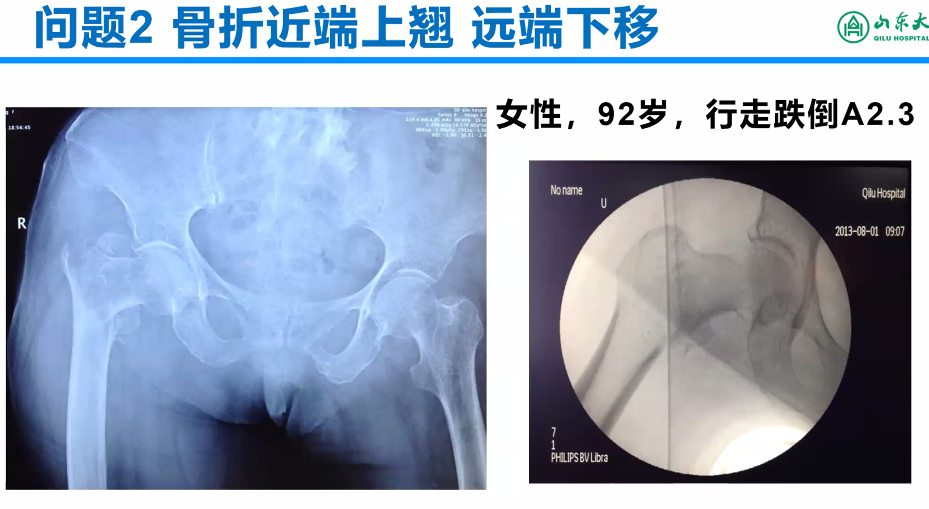 问题2 骨折近端上翘 远端下移
山东大
QILU HOSPITAL
女性，92岁，行走跌倒A2.3
18:54:45
R
No name
U
Qilu Hospital
2013-08-01 09:07
7
1
PHILIPS BV Libra